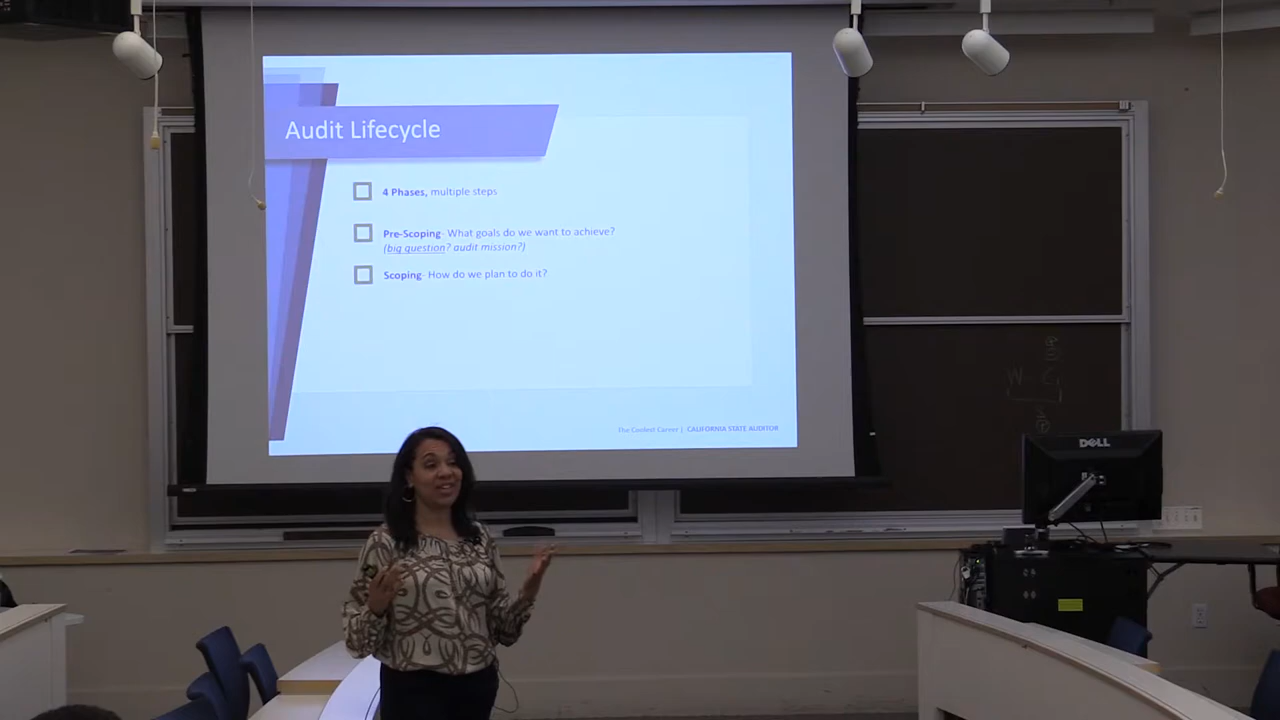 Audit Lifecycle
4 Phases, multiple steps
Pre-Scoping- What goals do we want to achieve?
(big question? audit mission?)
Scoping- How do we plan to do it?
The Coolest Career | CALIFORNIA STATE AUDITOR
DELL